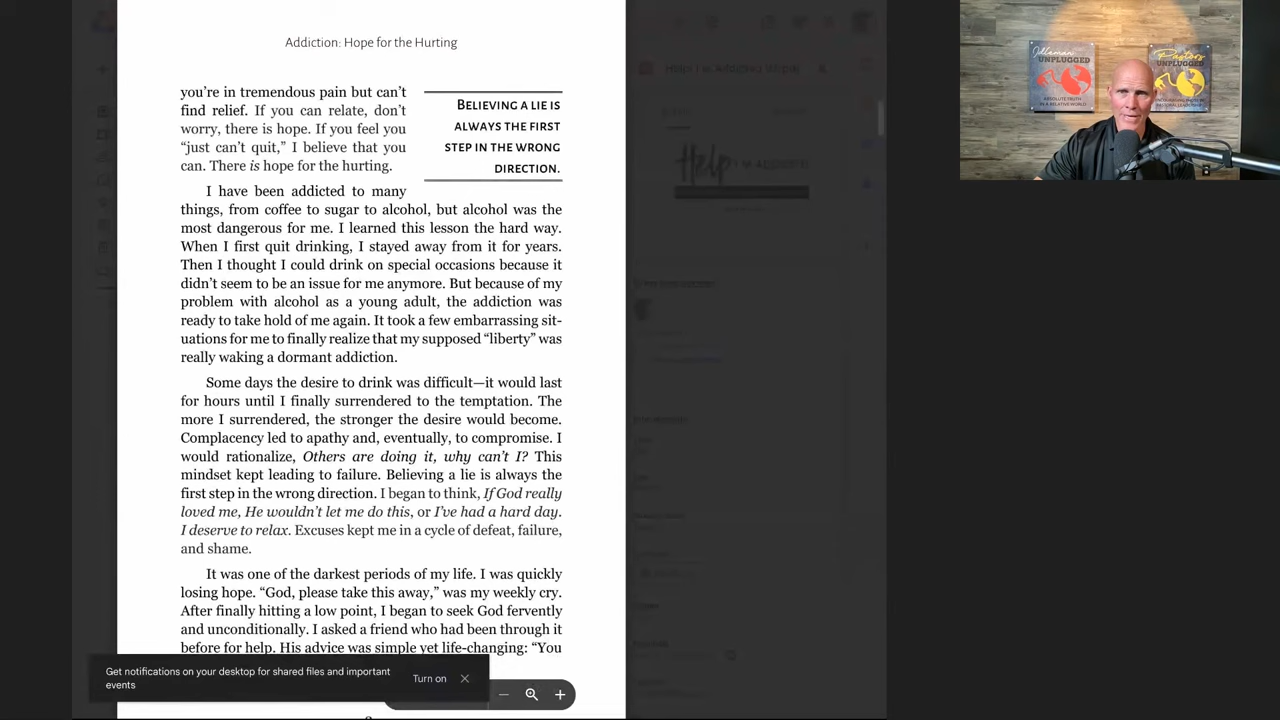 Addiction: Hope for the Hurting
you’re in tremendous pain but can’t
find relief. If you can relate, don’t
worry, there is hope. If you feel you
“just can’t quit,” I believe that you
can. There is hope for the hurting.
BELIEVING A LIE IS
ALWAYS THE FIRST
STEP IN THE WRONG
DIRECTION.
I have been addicted to many
things, from coffee to sugar to alcohol, but alcohol was the
most dangerous for me. I learned this lesson the hard way.
When I first quit drinking, I stayed away from it for years.
Then I thought I could drink on special occasions because it
didn’t seem to be an issue for me anymore. But because of my
problem with alcohol as a young adult, the addiction was
ready to take hold of me again. It took a few embarrassing sit-
uations for me to finally realize that my supposed “liberty” was
really waking a dormant addiction.
Some days the desire to drink was difficult—it would last
for hours until I finally surrendered to the temptation. The
more I surrendered, the stronger the desire would become.
Complacency led to apathy and, eventually, to compromise. I
would rationalize, Others are doing it, why can’t I? This
mindset kept leading to failure. Believing a lie is always the
first step in the wrong direction. I began to think, If God really
loved me, He wouldn’t let me do this, or I’ve had a hard day.
I deserve to relax. Excuses kept me in a cycle of defeat, failure,
and shame.
It was one of the darkest periods of my life. I was quickly
losing hope. “God, please take this away,” was my weekly cry.
After finally hitting a low point, I began to seek God fervently
and unconditionally. I asked a friend who had been through it
before for help. His advice was simple yet life-changing: “You
Get notifications on your desktop for shared files and important
events
Turn on
Help! I'm Addicted
Help
Idleman
UNPLUGGED
ABSOLUTE TRUTH
IN A RELATIVE WORLD
Pastors
UNPLUGGED